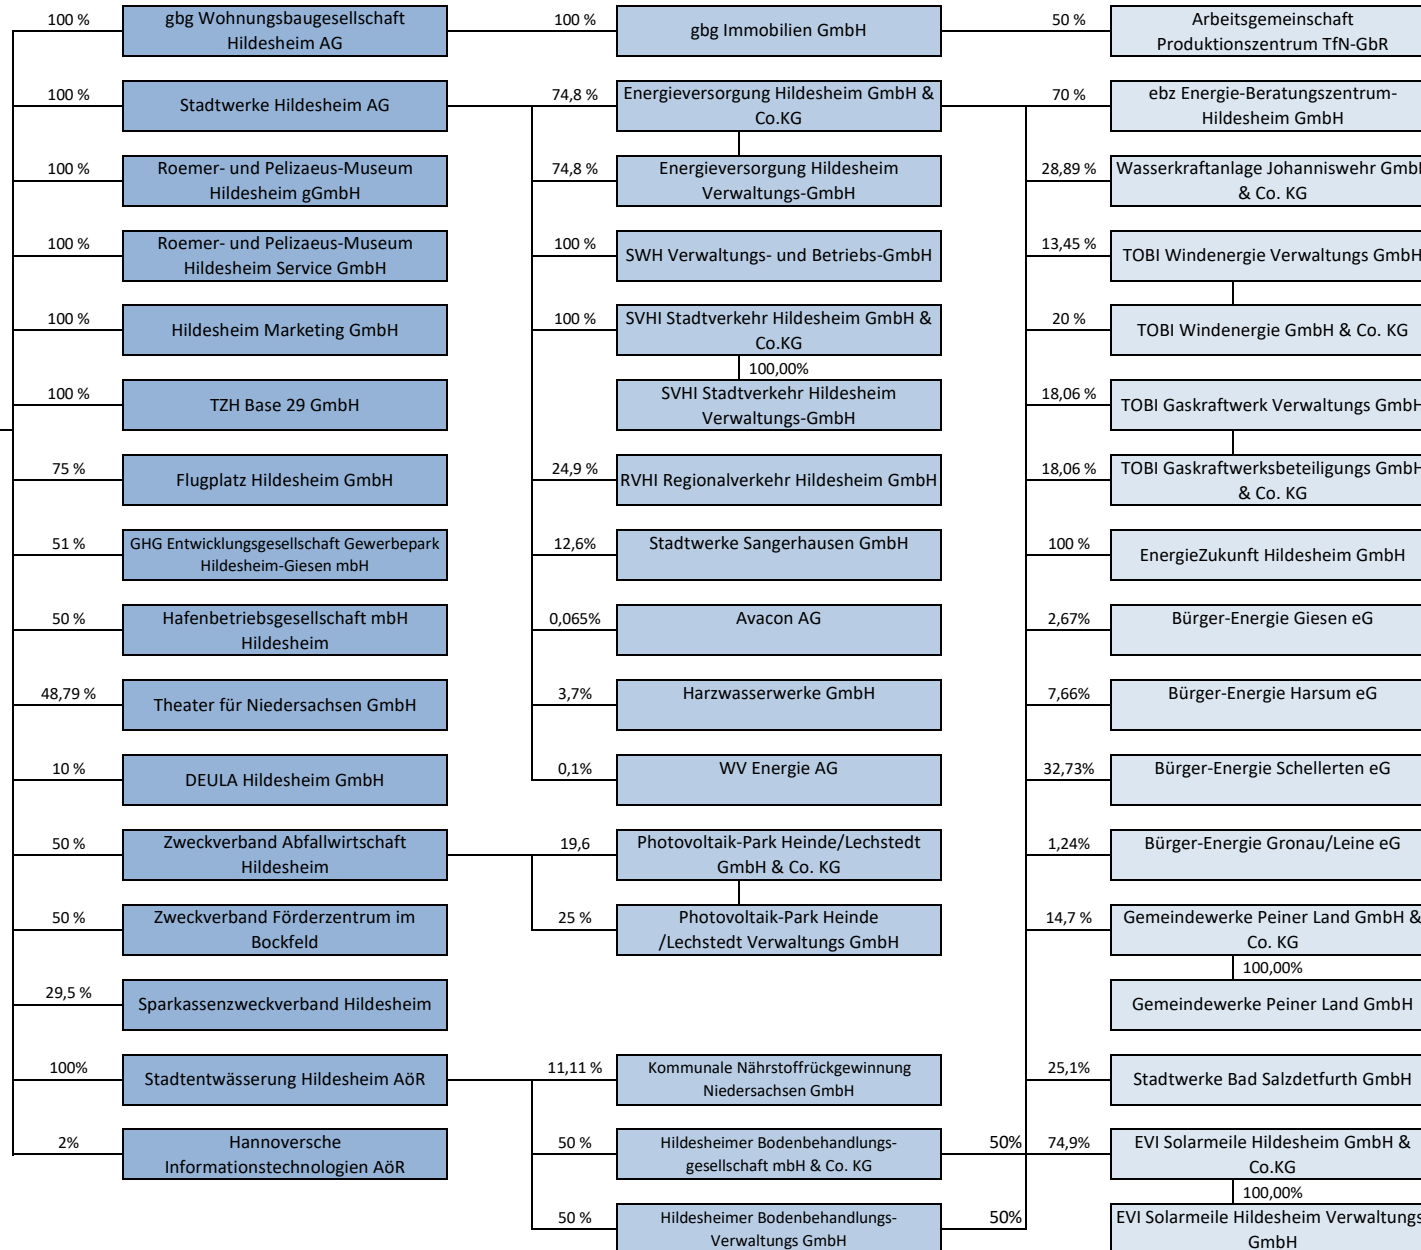 100 %
gbg Wohnungsbaugesellschaft
Hildesheim AG
100 %
gbg Immobilien GmbH
50 %
Arbeitsgemeinschaft
Produktionszentrum TfN-GbR
100 %
Stadtwerke Hildesheim AG
74,8 %
Energieversorgung Hildesheim GmbH &
Co.KG
70 %
ebz Energie-Beratungszentrum-
Hildesheim GmbH
100 %
Roemer- und Pelizaeus-Museum
Hildesheim gGmbH
74,8 %
Energieversorgung Hildesheim
Verwaltungs-GmbH
28,89 %
Wasserkraftanlage Johanniswehr GmbH
& Co. KG
100 %
Roemer- und Pelizaeus-Museum
Hildesheim Service GmbH
100 %
SWH Verwaltungs- und Betriebs-GmbH
13,45 %
TOBI Windenergie Verwaltungs GmbH
100 %
Hildesheim Marketing GmbH
100 %
SVHI Stadtverkehr Hildesheim GmbH &
Co.KG
20 %
TOBI Windenergie GmbH & Co. KG
100,00%
100 %
TZH Base 29 GmbH
SVHI Stadtverkehr Hildesheim
Verwaltungs-GmbH
18,06 %
TOBI Gaskraftwerk Verwaltungs GmbH
75 %
Flugplatz Hildesheim GmbH
24,9 %
RVHI Regionalverkehr Hildesheim GmbH
18,06 %
TOBI Gaskraftwerksbeteiligungs GmbH
& Co. KG
51 %
GHG Entwicklungsgesellschaft Gewerbepark
Hildesheim-Giesen mbH
12,6%
Stadtwerke Sangerhausen GmbH
100 %
EnergieZukunft Hildesheim GmbH
50 %
Hafenbetriebsgesellschaft mbH
Hildesheim
0,065%
Avacon AG
2,67%
Bürger-Energie Giesen eG
48,79 %
Theater für Niedersachsen GmbH
3,7%
Harzwasserwerke GmbH
7,66%
Bürger-Energie Harsum eG
10 %
DEULA Hildesheim GmbH
0,1%
WV Energie AG
32,73%
Bürger-Energie Schellerten eG
50 %
Zweckverband Abfallwirtschaft
Hildesheim
19,6
Photovoltaik-Park Heinde/Lechstedt
GmbH & Co. KG
1,24%
Bürger-Energie Gronau/Leine eG
50 %
Zweckverband Förderzentrum im
Bockfeld
25 %
Photovoltaik-Park Heinde
/Lechstedt Verwaltungs GmbH
14,7 %
Gemeindewerke Peiner Land GmbH &
Co. KG
100,00%
29,5 %
Sparkassenzweckverband Hildesheim
Gemeindewerke Peiner Land GmbH
100%
Stadtentwässerung Hildesheim AöR
11,11 %
Kommunale Nährstoffrückgewinnung
Niedersachsen GmbH
25,1%
Stadtwerke Bad Salzdetfurth GmbH
2%
Hannoversche
Informationstechnologien AöR
50 %
Hildesheimer Bodenbehandlungs-
gesellschaft mbH & Co. KG
50%
74,9%
EVI Solarmeile Hildesheim GmbH &
Co.KG
100,00%
50 %
Hildesheimer Bodenbehandlungs-
Verwaltungs GmbH
50%
EVI Solarmeile Hildesheim Verwaltungs
GmbH